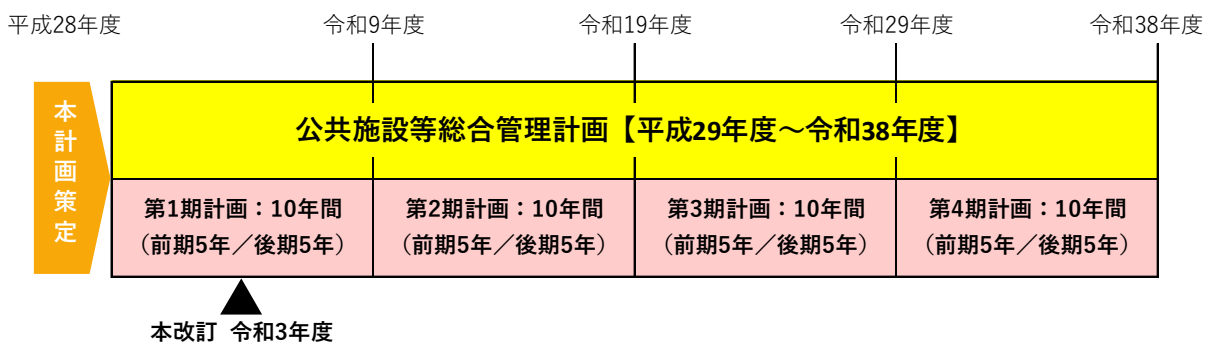 平成28年度
令和9年度
令和19年度
令和29年度
令和38年度
本計画策定
公共施設等総合管理計画【平成29年度～令和38年度】
第1期計画：10年間
（前期5年／後期5年）
第2期計画：10年間
（前期5年／後期5年）
第3期計画：10年間
（前期5年／後期5年）
第4期計画：10年間
（前期5年／後期5年）
本改訂 令和3年度